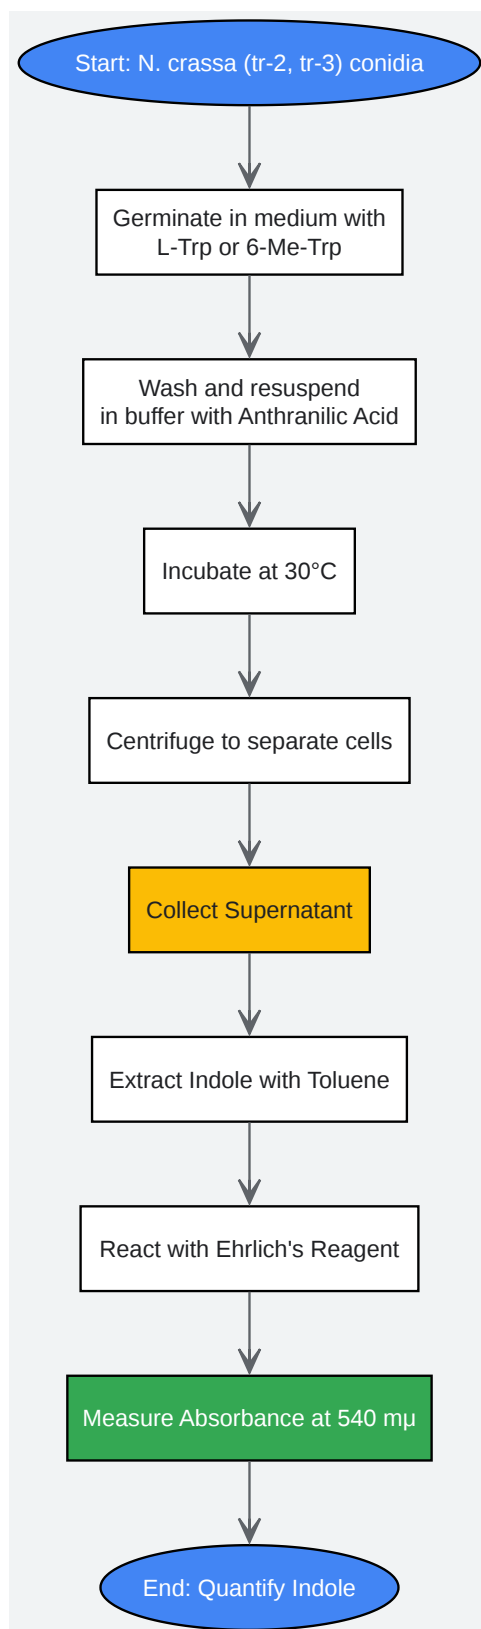 Start: N. crassa (tr-2, tr-3) conidia
Germinate in medium with
L-Trp or 6-Me-Trp
Wash and resuspend
in buffer with Anthranilic Acid
Incubate at 30°C
Centrifuge to separate cells
Collect Supernatant
Extract Indole with Toluene
React with Ehrlich's Reagent
Measure Absorbance at 540 mμ
End: Quantify Indole